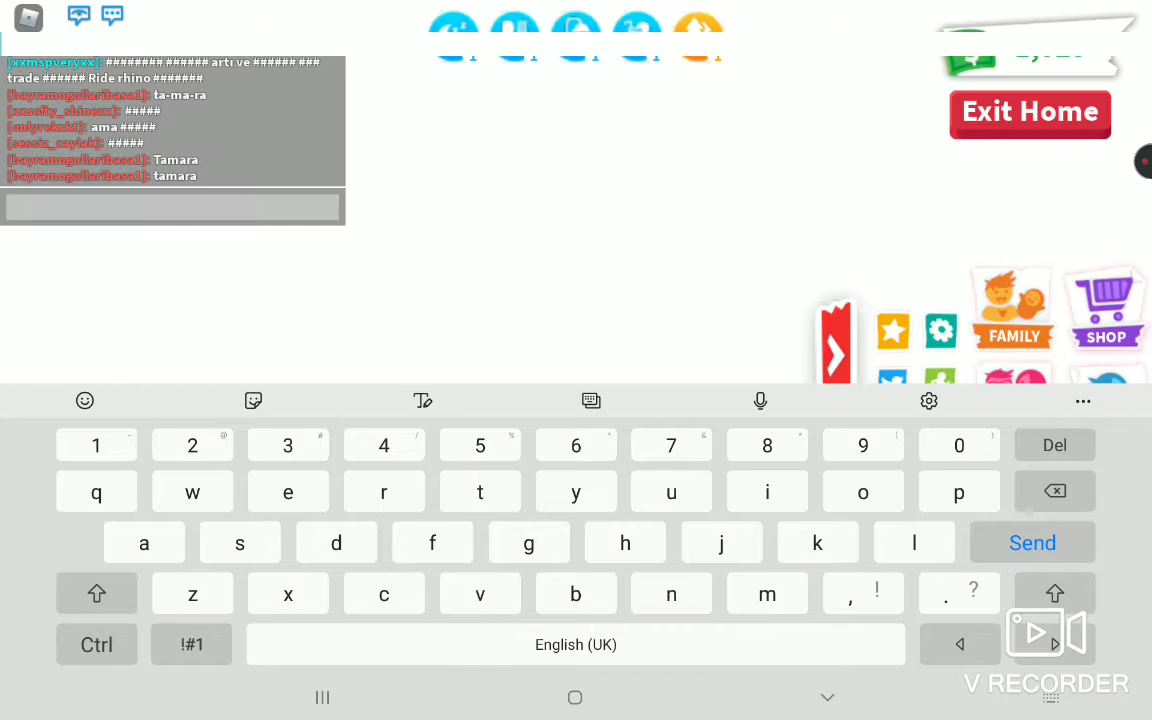 [xxmspveryxx]: ######## ###### artı ve ###### ###
trade ###### Ride rhino #######
[bayramogullaribasa1]: ta-ma-ra
[xxsofty_shinexx]: #####
ama #####
[sessiz_caylak]: #####
[bayramogullaribasa1]: Tamara
[bayramogullaribasa1]: tamara
Exit Home
FAMILY
SHOP
1 - 2 @ 3 # 4 / 5 % 6 ^ 7 & 8 * 9 ( 0 ) Del
q w e r t y u i o p
a s d f g h j k l Send
z x c v b n m , ! . ?
Ctrl !#1 English (UK)
V RECORDER